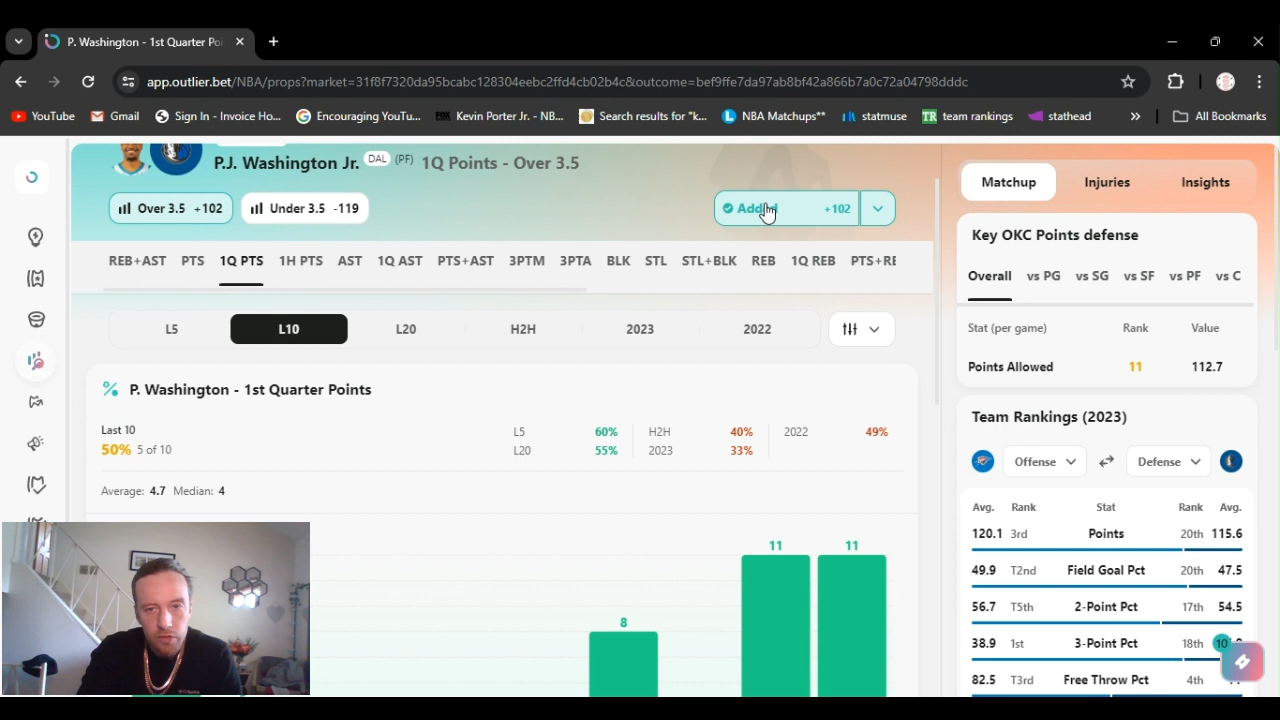 P. Washington - 1st Quarter Po
app.outlier.bet/NBA/props?market=31f8f7320da95bcabc128304eebc2ffd4cb02b4c&outcome=bef9ffe7da97ab8bf42a866b7a0c72a04798dddc
YouTube Gmail Sign In - Invoice Ho... Encouraging YouTu... FOX Kevin Porter Jr. - NB... Search results for "k... NBA Matchups** statmuse TR team rankings stathead » All Bookmarks
P.J. Washington Jr. DAL (PF) 1Q Points - Over 3.5
Over 3.5 +102 Under 3.5 -119 +102
REB+AST PTS 1Q PTS 1H PTS AST 1Q AST PTS+AST 3PTM 3PTA BLK STL STL+BLK REB 1Q REB PTS+RE
L5 L10 L20 H2H 2023 2022
P. Washington - 1st Quarter Points
Last 10
50% 5 of 10
L5 60% H2H 40% 2022 49%
L20 55% 2023 33%
Average: 4.7 Median: 4
11 11
8
Matchup Injuries Insights
Key OKC Points defense
Overall vs PG vs SG vs SF vs PF vs C
Stat (per game) Rank Value
Points Allowed 11 112.7
Team Rankings (2023)
Offense Defense
Avg. Rank Stat Rank Avg.
120.1 3rd Points 20th 115.6
49.9 T2nd Field Goal Pct 20th 47.5
56.7 T5th 2-Point Pct 17th 54.5
38.9 1st 3-Point Pct 18th
82.5 T3rd Free Throw Pct 4th